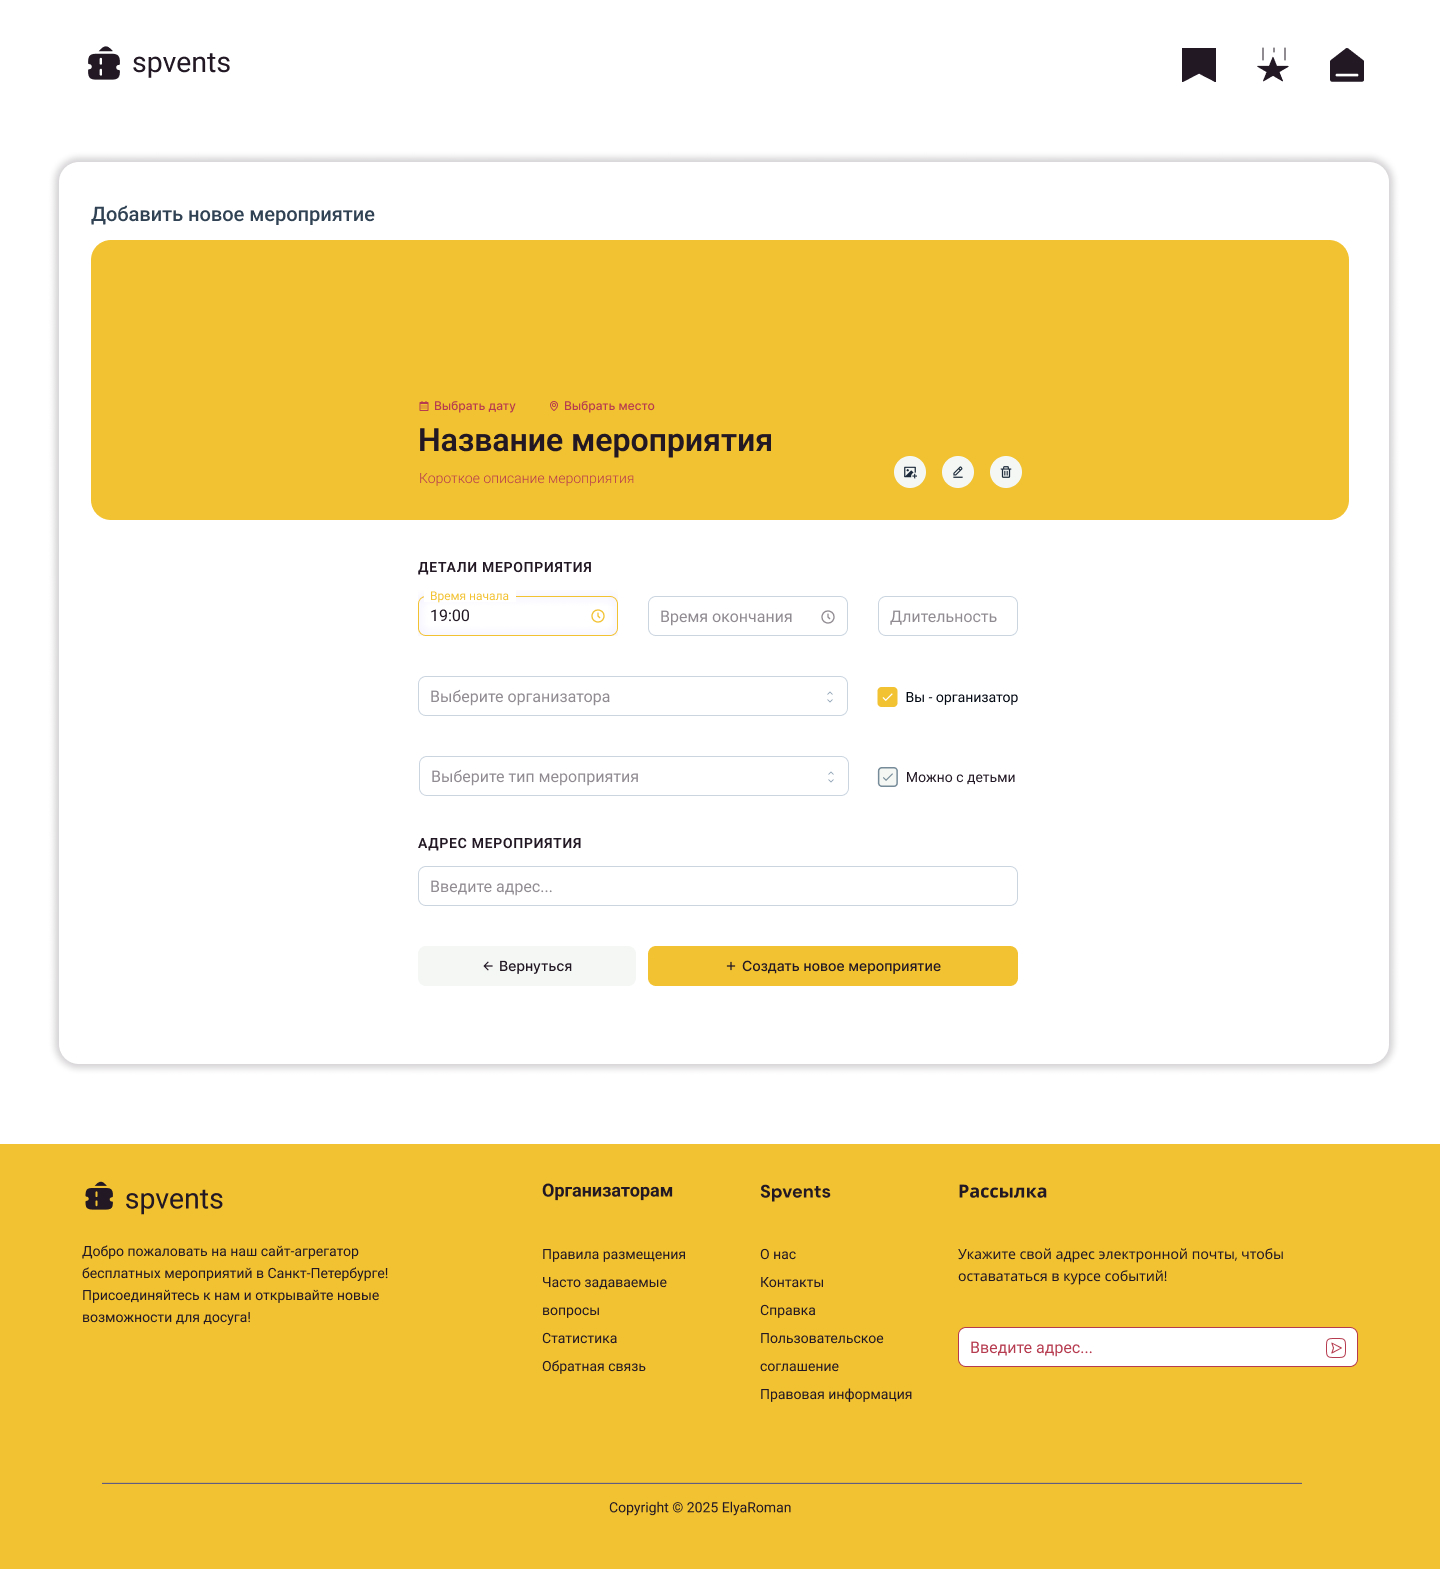 spvents
Добавить новое мероприятие
Выбрать дату
Выбрать место
Название мероприятия
Короткое описание мероприятия
ДЕТАЛИ МЕРОПРИЯТИЯ
Время начала
19:00
Время окончания
Длительность
Выберите организатора
Вы - организатор
Выберите тип мероприятия
Можно с детьми
АДРЕС МЕРОПРИЯТИЯ
Введите адрес...
Вернуться
Создать новое мероприятие
spvents
Добро пожаловать на наш сайт-агрегатор
бесплатных мероприятий в Санкт-Петербурге!
Присоединяйтесь к нам и открывайте новые
возможности для досуга!
Организаторам
Правила размещения
Часто задаваемые
вопросы
Статистика
Обратная связь
Spvents
О нас
Контакты
Справка
Пользовательское
соглашение
Правовая информация
Рассылка
Укажите свой адрес электронной почты, чтобы
оставататься в курсе событий!
Введите адрес...
Copyright © 2025 ElyaRoman